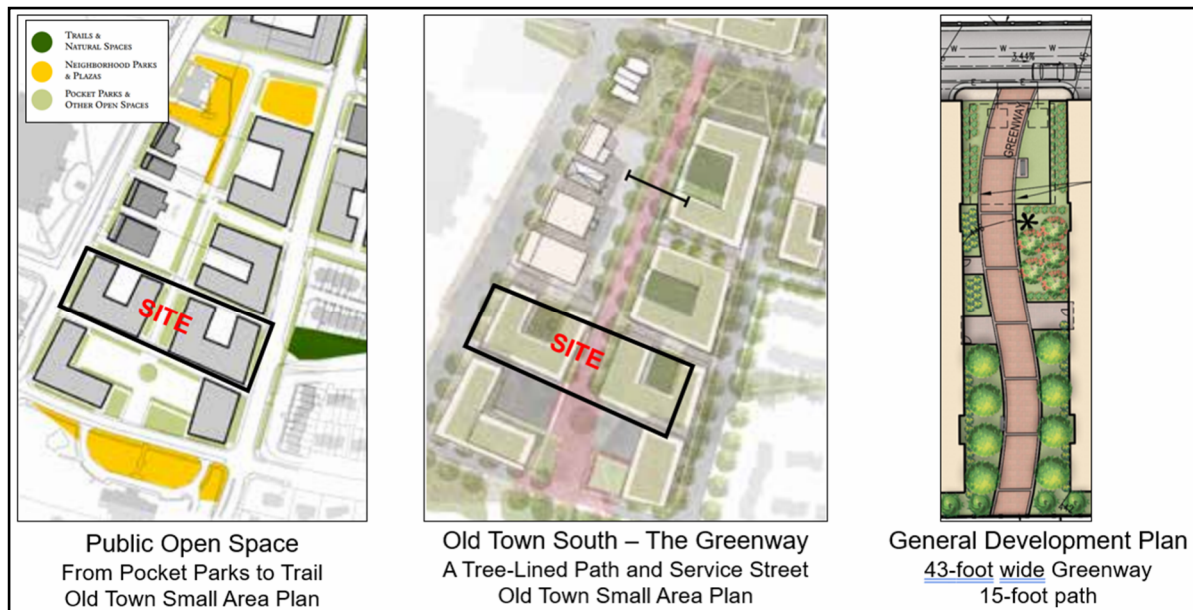 TRAILS &
NATURAL SPACES
NEIGHBORHOOD PARKS
& PLAZAS
POCKET PARKS &
OTHER OPEN SPACES
SITE
Public Open Space
From Pocket Parks to Trail
Old Town Small Area Plan
SITE
Old Town South – The Greenway
A Tree-Lined Path and Service Street
Old Town Small Area Plan
W W W
3.44%
GREENWAY
*
General Development Plan
43-foot wide Greenway
15-foot path